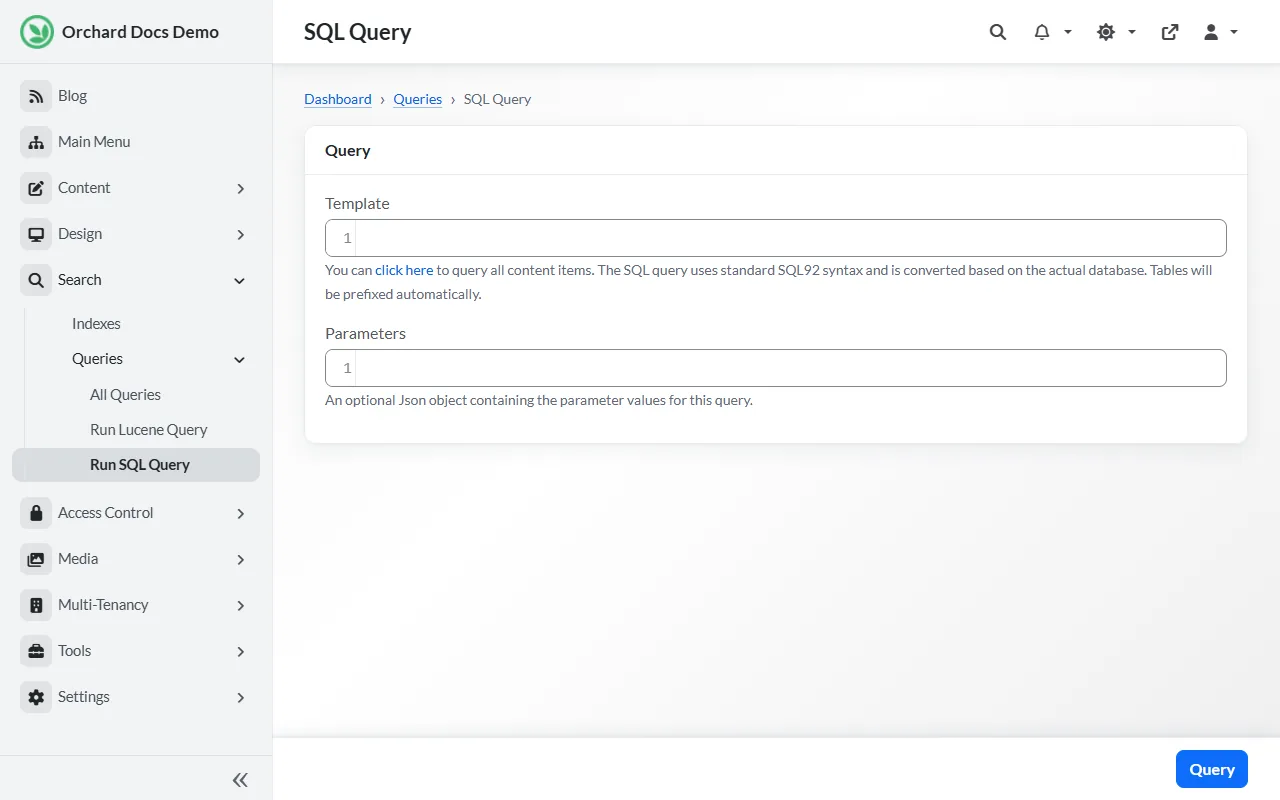 Orchard Docs Demo
SQL Query
Blog
Main Menu
Content
Design
Search
Indexes
Queries
All Queries
Run Lucene Query
Run SQL Query
Access Control
Media
Multi-Tenancy
Tools
Settings
Dashboard › Queries › SQL Query
Query
Template
1
You can click here to query all content items. The SQL query uses standard SQL92 syntax and is converted based on the actual database. Tables will
be prefixed automatically.
Parameters
1
An optional Json object containing the parameter values for this query.
Query